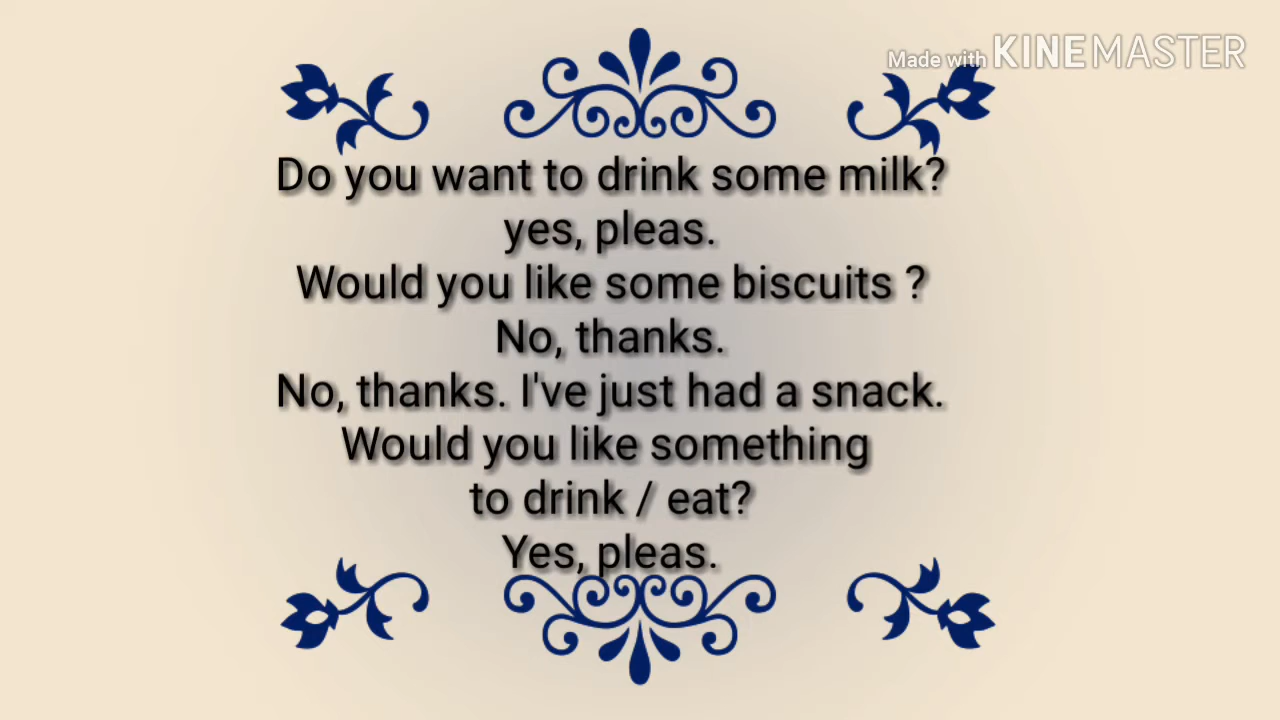 Made with KINEMASTER
Do you want to drink some milk?
yes, pleas.
Would you like some biscuits ?
No, thanks.
No, thanks. I've just had a snack.
Would you like something
to drink / eat?
Yes, pleas.